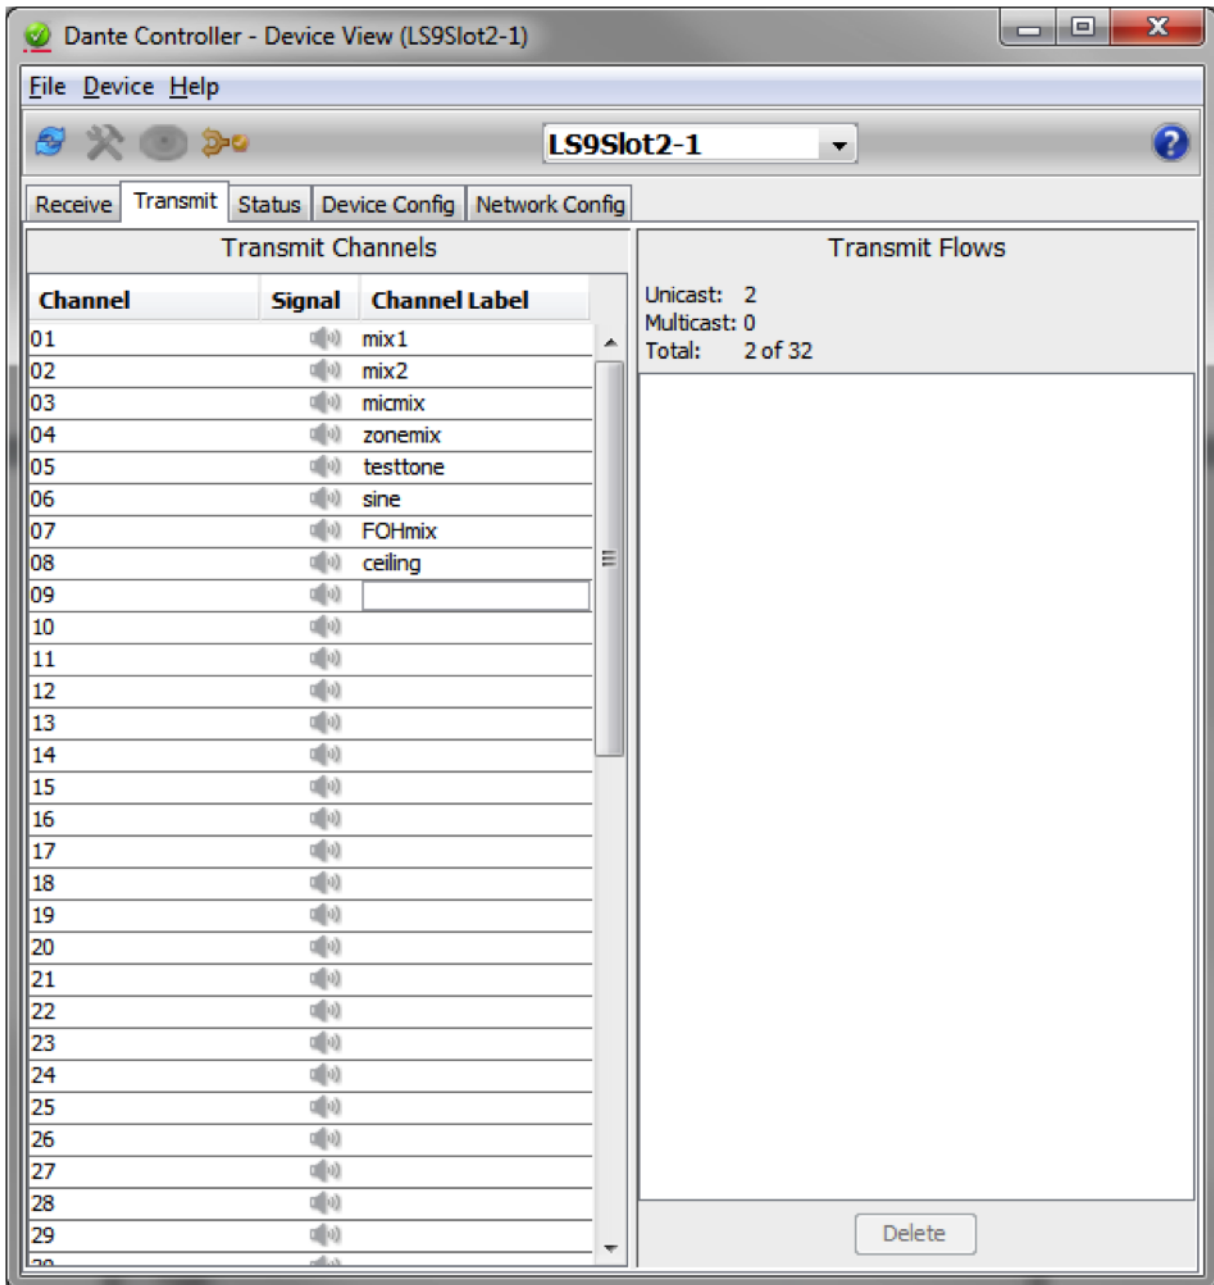 Dante Controller - Device View (LS9Slot2-1)
File Device Help
LS9Slot2-1
Receive Transmit Status Device Config Network Config
Transmit Channels
Transmit Flows
Channel Signal Channel Label
Unicast: 2
Multicast: 0
Total: 2 of 32
01 mix1
02 mix2
03 micmix
04 zonemix
05 testtone
06 sine
07 FOHmix
08 ceiling
09
10
11
12
13
14
15
16
17
18
19
20
21
22
23
24
25
26
27
28
29
Delete